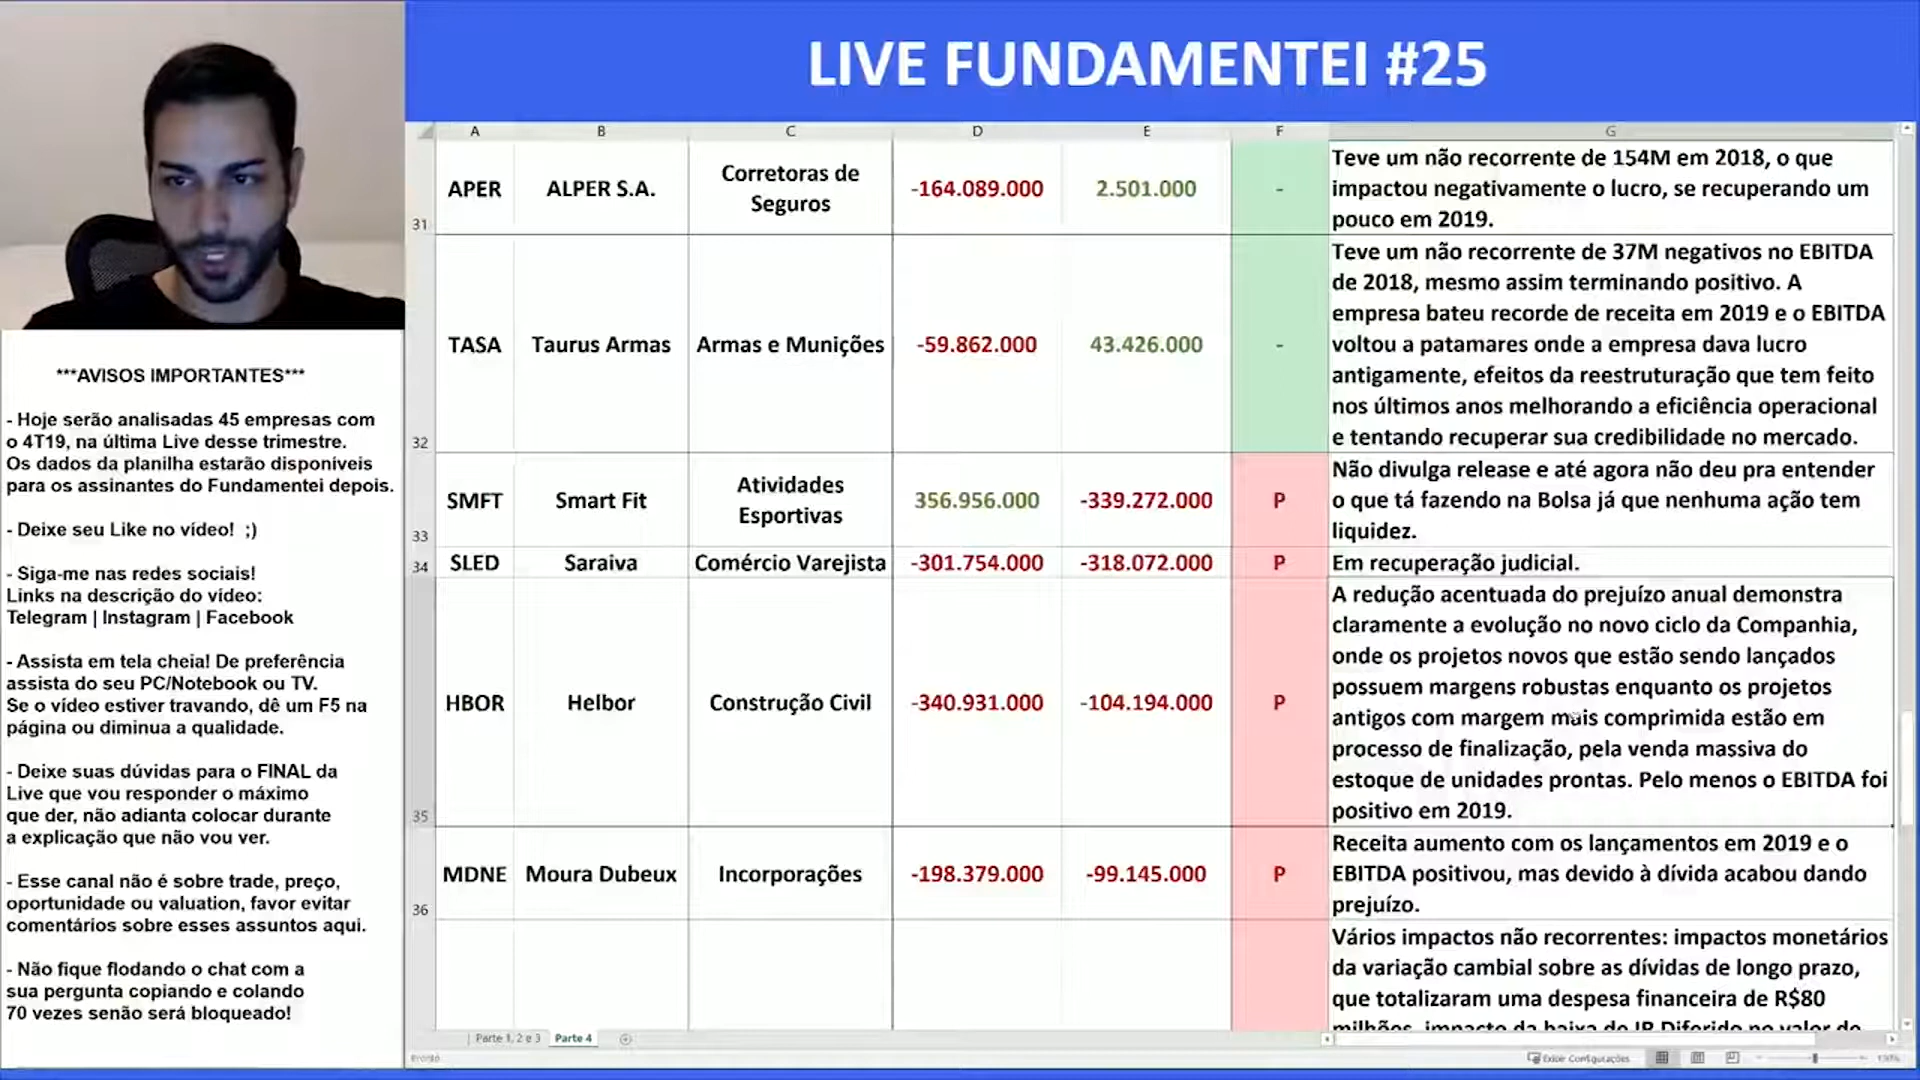 LIVE FUNDAMENTEI #25
A B C D E F G
31 APER ALPER S.A. Corretoras de Seguros -164.089.000 2.501.000 -
Teve um não recorrente de 154M em 2018, o que
impactou negativamente o lucro, se recuperando um
pouco em 2019.
32 TASA Taurus Armas Armas e Munições -59.862.000 43.426.000 -
Teve um não recorrente de 37M negativos no EBITDA
de 2018, mesmo assim terminando positivo. A
empresa bateu recorde de receita em 2019 e o EBITDA
voltou a patamares onde a empresa dava lucro
antigamente, efeitos da reestruturação que tem feito
nos últimos anos melhorando a eficiência operacional
e tentando recuperar sua credibilidade no mercado.
33 SMFT Smart Fit Atividades Esportivas 356.956.000 -339.272.000 P
Não divulga release e até agora não deu pra entender
o que tá fazendo na Bolsa já que nenhuma ação tem
liquidez.
34 SLED Saraiva Comércio Varejista -301.754.000 -318.072.000 P
Em recuperação judicial.
35 HBOR Helbor Construção Civil -340.931.000 -104.194.000 P
A redução acentuada do prejuízo anual demonstra
claramente a evolução no novo ciclo da Companhia,
onde os projetos novos que estão sendo lançados
possuem margens robustas enquanto os projetos
antigos com margem mais comprimida estão em
processo de finalização, pela venda massiva do
estoque de unidades prontas. Pelo menos o EBITDA foi
positivo em 2019.
36 MDNE Moura Dubeux Incorporações -198.379.000 -99.145.000 P
Receita aumento com os lançamentos em 2019 e o
EBITDA positivou, mas devido à dívida acabou dando
prejuízo.
Vários impactos não recorrentes: impactos monetários
da variação cambial sobre as dívidas de longo prazo,
que totalizaram uma despesa financeira de R$80
milhões, impacto da baixa do IR Diferido no valor de
Parte 1, 2 e 3 Parte 4
Pronto Exibir Configurações
***AVISOS IMPORTANTES***
- Hoje serão analisadas 45 empresas com
o 4T19, na última Live desse trimestre.
Os dados da planilha estarão disponíveis
para os assinantes do Fundamentei depois.
- Deixe seu Like no vídeo! ;)
- Siga-me nas redes sociais!
Links na descrição do vídeo:
Telegram | Instagram | Facebook
- Assista em tela cheia! De preferência
assista do seu PC/Notebook ou TV.
Se o vídeo estiver travando, dê um F5 na
página ou diminua a qualidade.
- Deixe suas dúvidas para o FINAL da
Live que vou responder o máximo
que der, não adianta colocar durante
a explicação que não vou ver.
- Esse canal não é sobre trade, preço,
oportunidade ou valuation, favor evitar
comentários sobre esses assuntos aqui.
- Não fique flodando o chat com a
sua pergunta copiando e colando
70 vezes senão será bloqueado!